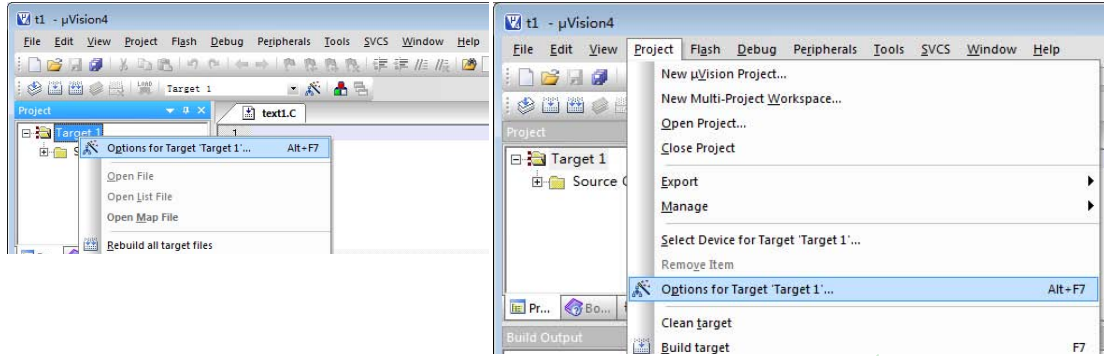 t1 - µVision4
File Edit View Project Flash Debug Peripherals Tools SVCS Window Help
LOAD Target 1
Project
text1.C
Target 1
1
S
Options for Target 'Target 1'... Alt+F7
Open File
Open List File
Open Map File
Rebuild all target files
t1 - µVision4
File Edit View Project Flash Debug Peripherals Tools SVCS Window Help
New µVision Project...
New Multi-Project Workspace...
Open Project...
Close Project
Project
Target 1
Source
Export
Manage
Select Device for Target 'Target 1'...
Remove Item
Options for Target 'Target 1'... Alt+F7
Pr... Bo...
Clean target
Build Output
Build target F7